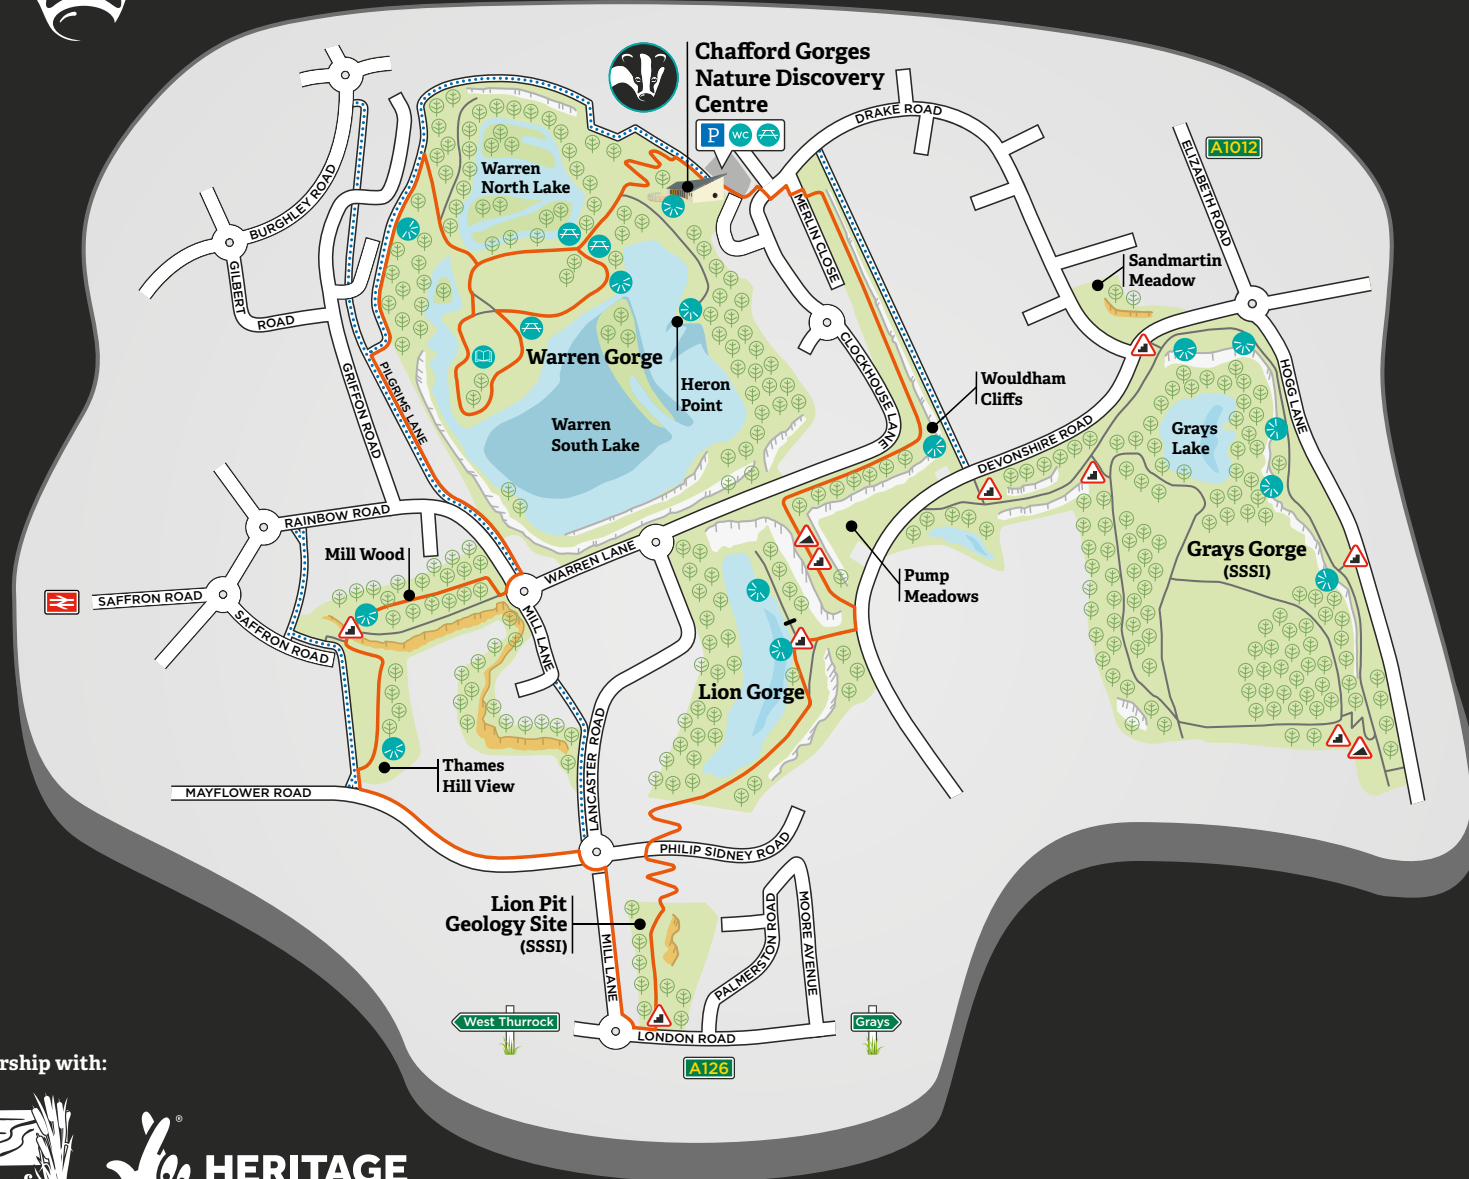 Chafford Gorges
Nature Discovery
Centre
P
WC
DRAKE ROAD
A1012
ELIZABETH ROAD
BURGHLEY ROAD
Warren
North Lake
MERLIN CLOSE
GILBERT
ROAD
Sandmartin
Meadow
Warren Gorge
Heron
Point
CLOCKHOUSE LANE
HOGG LANE
GRIFFON ROAD
PILGRIMS LANE
Wouldham
Cliffs
Warren
South Lake
DEVONSHIRE ROAD
Grays
Lake
RAINBOW ROAD
Mill Wood
WARREN LANE
Grays Gorge
(SSSI)
Pump
Meadows
SAFFRON ROAD
SAFFRON ROAD
MILL LANE
Lion Gorge
LANCASTER ROAD
Thames
Hill View
MAYFLOWER ROAD
PHILIP SIDNEY ROAD
Lion Pit
Geology Site
(SSSI)
MILL LANE
PALMERSTON ROAD
MOORE AVENUE
West Thurrock
Grays
LONDON ROAD
A126
rship with:
®
HERITAGE